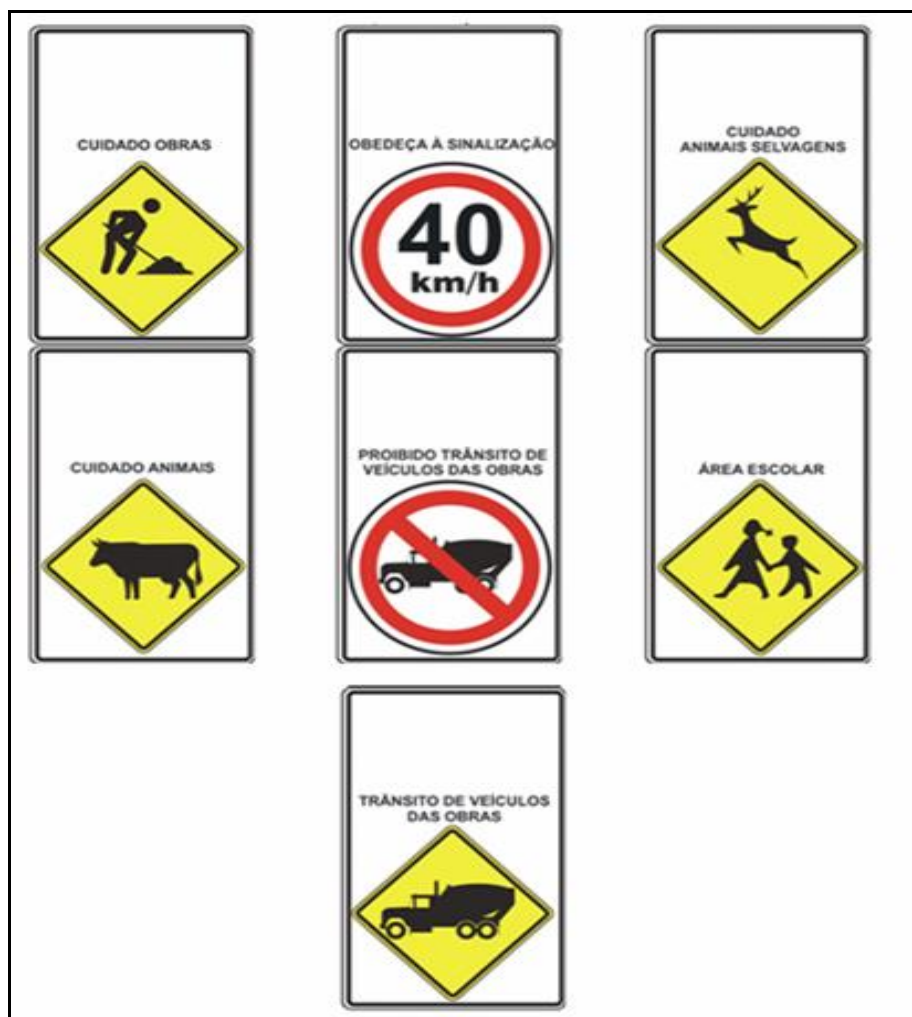 CUIDADO OBRAS
OBEDEÇA À SINALIZAÇÃO
40
km/h
CUIDADO
ANIMAIS SELVAGENS
CUIDADO ANIMAIS
PROIBIDO TRÂNSITO DE
VEÍCULOS DAS OBRAS
ÁREA ESCOLAR
TRÂNSITO DE VEÍCULOS
DAS OBRAS